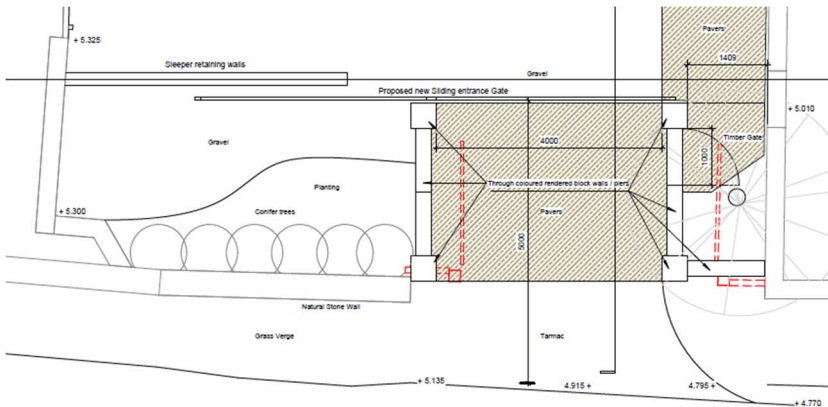 + 5.325
Pavers
1409
Sleeper retaining walls
Gravel
Proposed new Sliding entrance Gate
+ 5.010
Gravel
4000
Timber Gate
1000
Through coloured rendered block walls / piers
Planting
+ 5.300
Conifer trees
Pavers
5000
Natural Stone Wall
Grass Verge
Tarmac
+ 5.135
4.915 +
4.795 +
+ 4.770